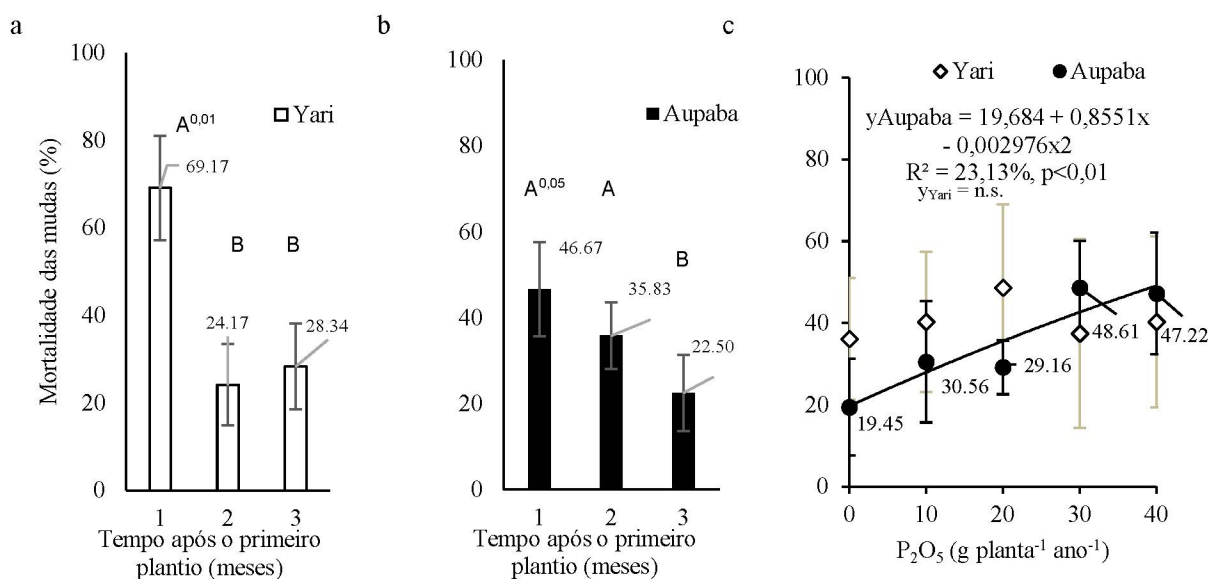 a
Mortalidade das mudas (%)
100
80
60
40
20
0
Yari
A0,01
69.17
B
24.17
B
28.34
1 2 3
Tempo após o primeiro
plantio (meses)
b
100
80
60
40
20
0
Aupaba
A0,05
46.67
A
35.83
B
22.50
1 2 3
Tempo após o primeiro
plantio (meses)
c
100
80
60
40
20
0
Yari Aupaba
yAupaba = 19,684 + 0,8551x
- 0,002976x2
R² = 23,13%, p<0,01
yYari = n.s.
19.45
30.56
29.16
48.61
47.22
0 10 20 30 40
P₂O₅ (g planta⁻¹ ano⁻¹)